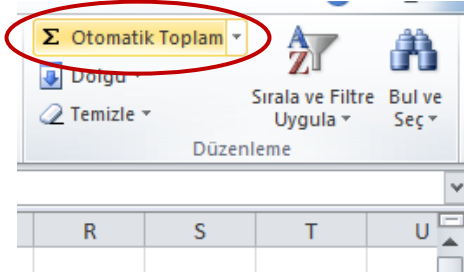 Σ Otomatik Toplam
Dolgu
Temizle
Sırala ve Filtre
Uygula
Bul ve
Seç
Düzenleme
R S T U